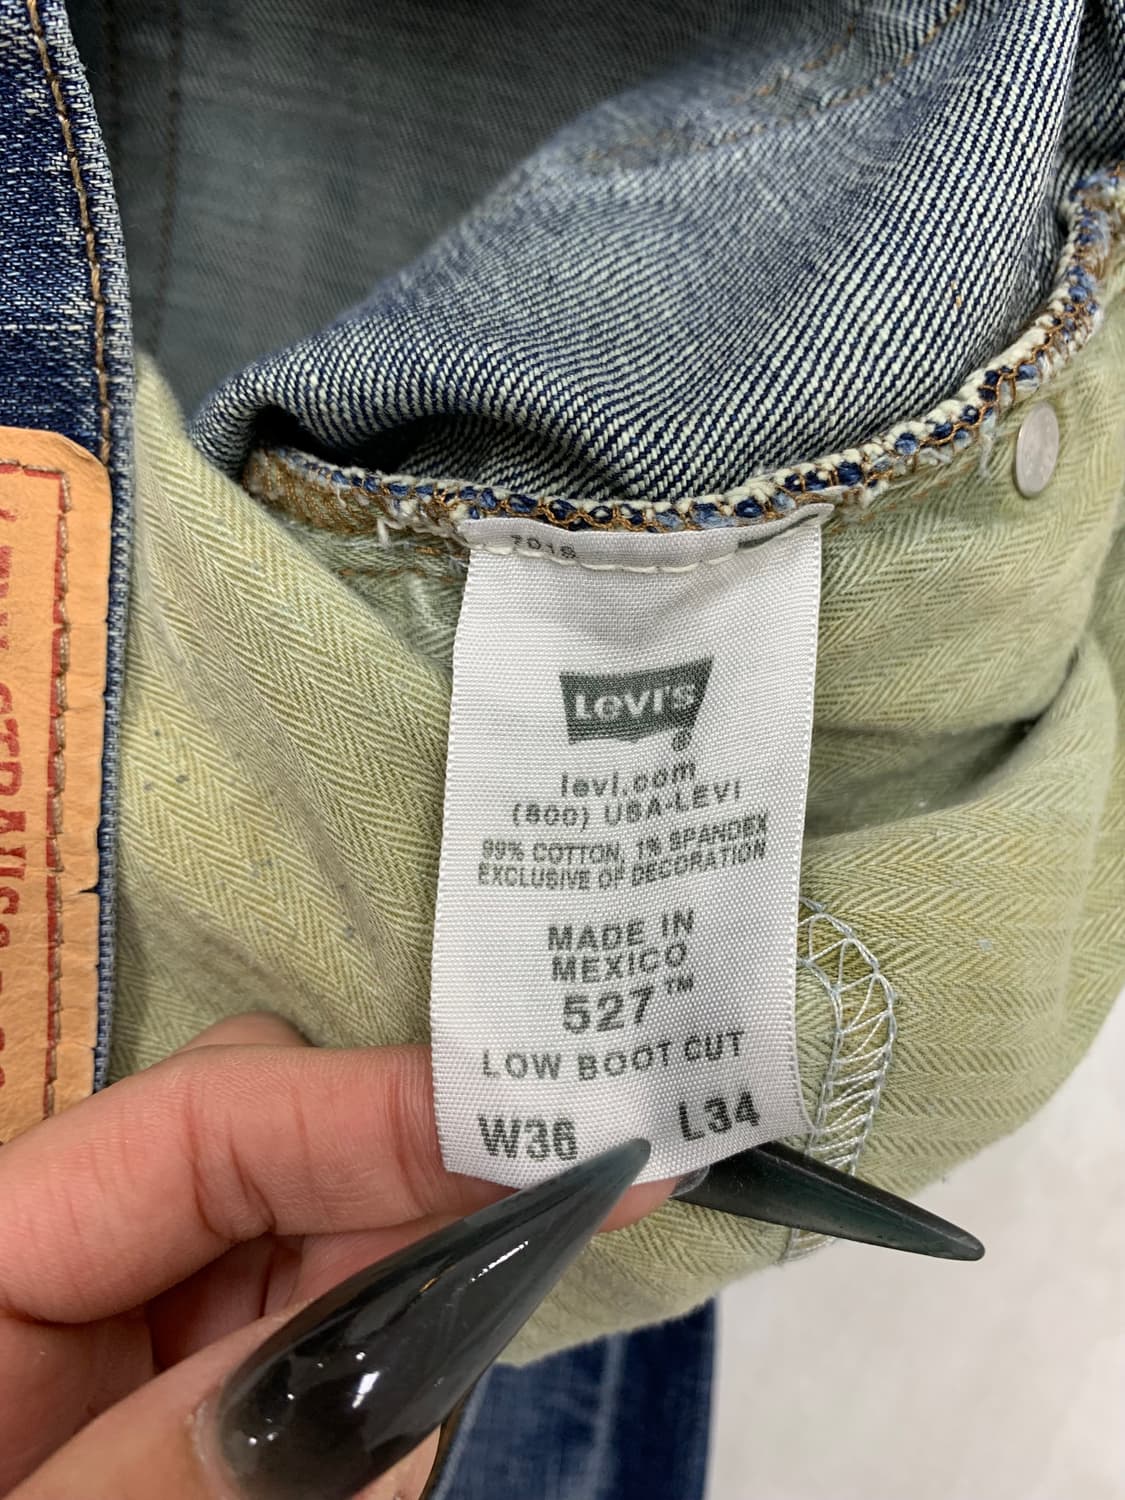 7019
LEVI'S
®
levi.com
(800) USA-LEVI
99% COTTON, 1% SPANDEX
EXCLUSIVE OF DECORATION
MADE IN
MEXICO
527™
LOW BOOT CUT
W36 L34